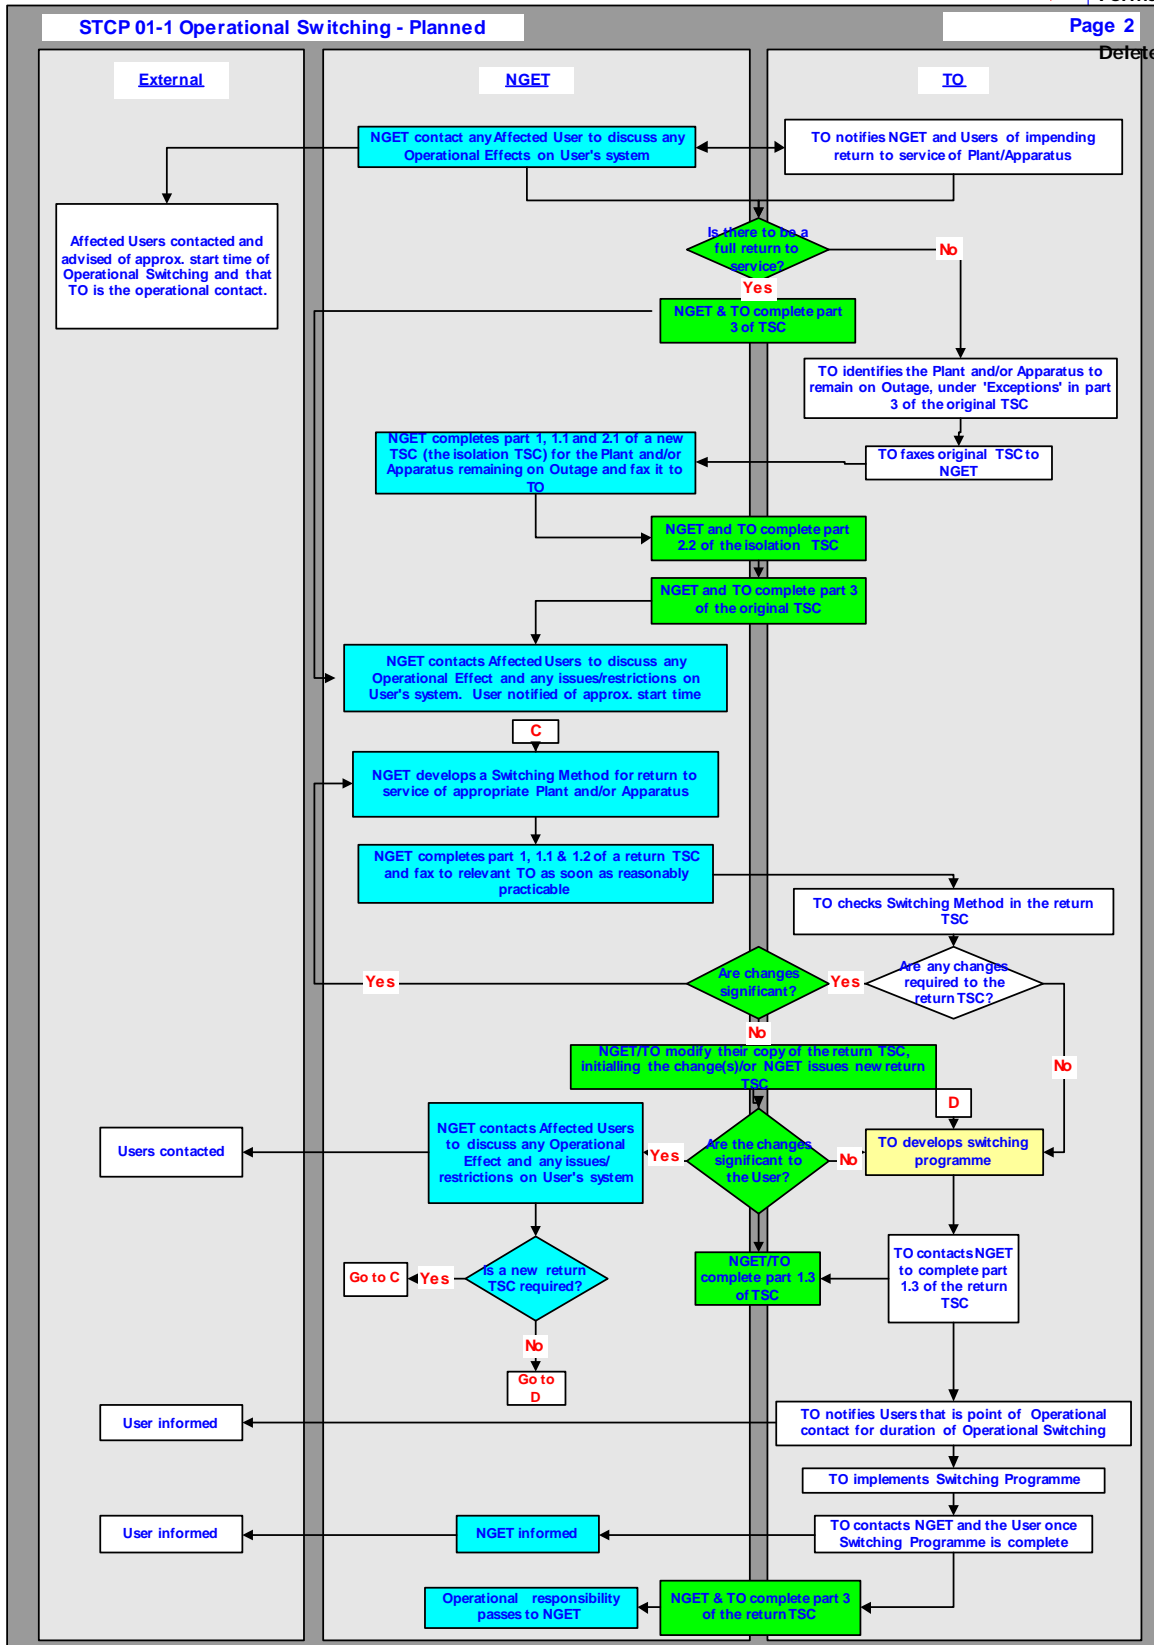 Forma
STCP 01-1 Operational Switching - Planned
Page 2
Delete
External
NGET
TO
NGET contact any Affected User to discuss any
Operational Effects on User's system
TO notifies NGET and Users of impending
return to service of Plant/Apparatus
Affected Users contacted and
advised of approx. start time of
Operational Switching and that
TO is the operational contact.
Is there to be a
full return to
service?
No
Yes
NGET & TO complete part
3 of TSC
TO identifies the Plant and/or Apparatus to
remain on Outage, under 'Exceptions' in part
3 of the original TSC
TO faxes original TSC to
NGET
NGET completes part 1, 1.1 and 2.1 of a new
TSC (the isolation TSC) for the Plant and/or
Apparatus remaining on Outage and fax it to
TO
NGET and TO complete part
2.2 of the isolation TSC
NGET and TO complete part 3
of the original TSC
NGET contacts Affected Users to discuss any
Operational Effect and any issues/restrictions on
User's system. User notified of approx. start time
C
NGET develops a Switching Method for return to
service of appropriate Plant and/or Apparatus
NGET completes part 1, 1.1 & 1.2 of a return TSC
and fax to relevant TO as soon as reasonably
practicable
TO checks Switching Method in the return
TSC
Yes
Are changes
significant?
Yes
Are any changes
required to the
return TSC?
No
NGET/TO modify their copy of the return TSC,
initialling the change(s)/or NGET issues new return
TSC
No
D
NGET contacts Affected Users
to discuss any Operational
Effect and any issues/
restrictions on User's system
Users contacted
Yes
Are the changes
significant to
the User?
No
TO develops switching
programme
Go to C
Yes
Is a new return
TSC required?
NGET/TO
complete part 1.3
of TSC
TO contacts NGET
to complete part
1.3 of the return
TSC
No
Go to
D
User informed
TO notifies Users that is point of Operational
contact for duration of Operational Switching
TO implements Switching Programme
User informed
NGET informed
TO contacts NGET and the User once
Switching Programme is complete
Operational responsibility
passes to NGET
NGET & TO complete part 3
of the return TSC